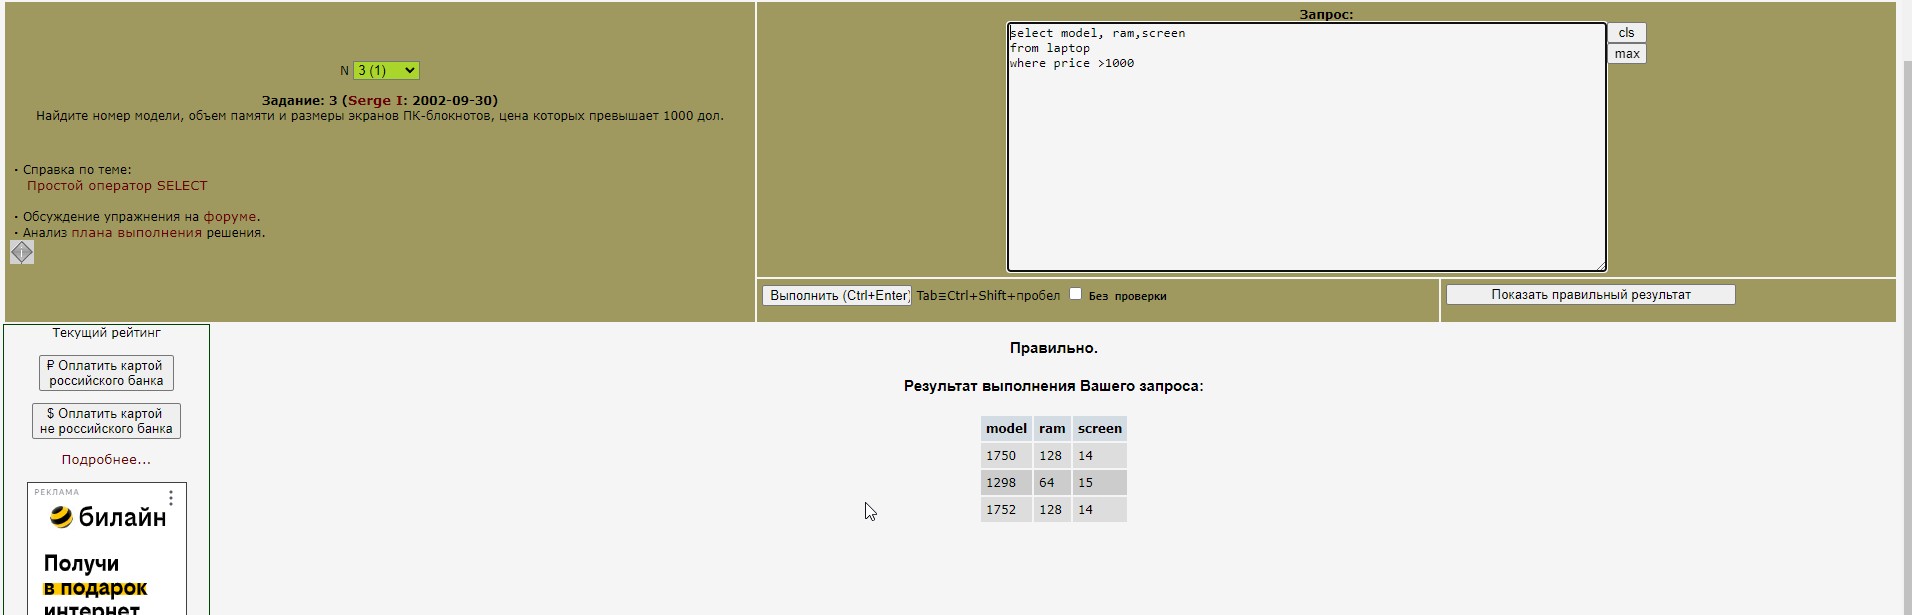 N 3 (1)
Задание: 3 (Serge I: 2002-09-30)
Найдите номер модели, объем памяти и размеры экранов ПК-блокнотов, цена которых превышает 1000 дол.
· Справка по теме:
Простой оператор SELECT
· Обсуждение упражнения на форуме.
· Анализ плана выполнения решения.
Запрос:
select model, ram,screen
from laptop
where price >1000
cls
max
Выполнить (Ctrl+Enter) Tab≡Ctrl+Shift+пробел Без проверки
Показать правильный результат
Текущий рейтинг
₽ Оплатить картой
российского банка
$ Оплатить картой
не российского банка
Подробнее...
РЕКЛАМА
билайн
Получи
в подарок
интернет
Правильно.
Результат выполнения Вашего запроса:
model ram screen
1750 128 14
1298 64 15
1752 128 14